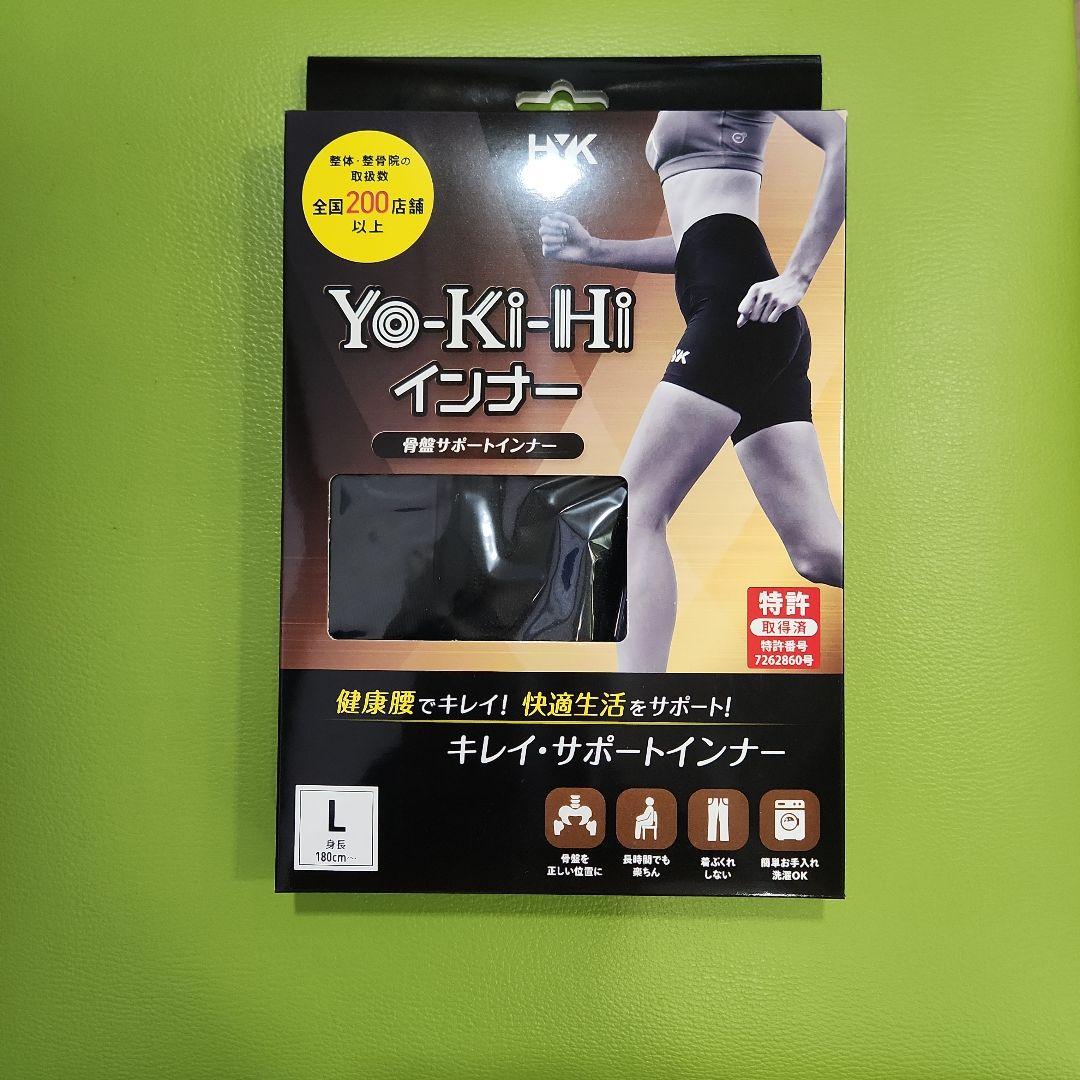 HYK
整体・整骨院の
取扱数
全国200店舗
以上
Yo-Ki-Hi
インナー
骨盤サポートインナー
特許
取得済
特許番号
7262860号
健康腰でキレイ! 快適生活をサポート!
キレイ・サポートインナー
L
身長
180cm~
骨盤を
正しい位置に
長時間でも
楽ちん
着ぶくれ
しない
簡単お手入れ
洗濯OK